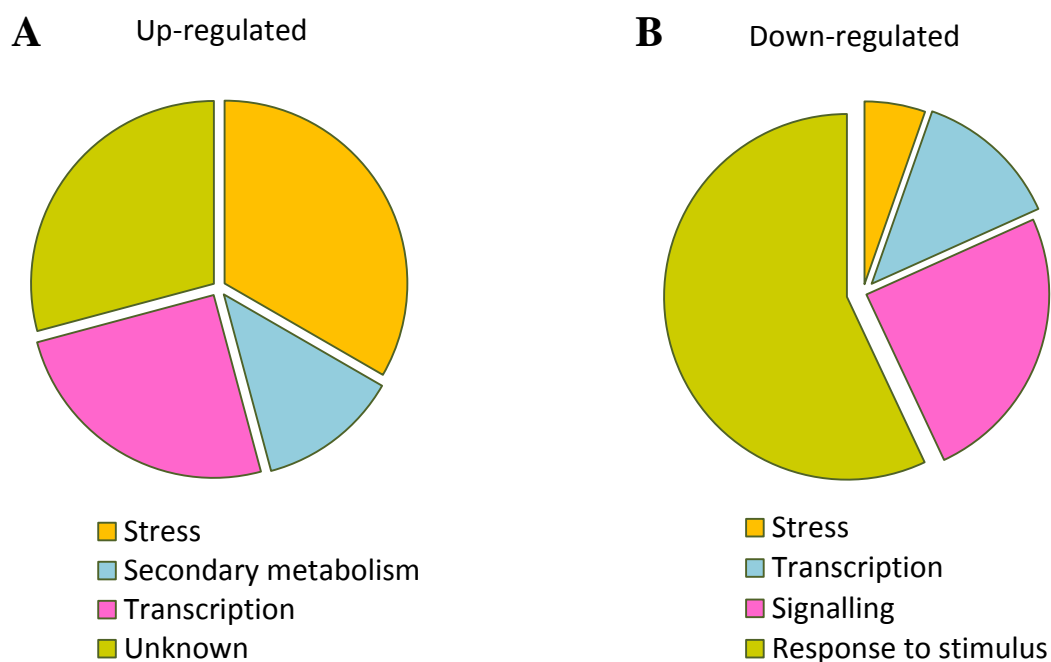 A
Up-regulated
Stress
Secondary metabolism
Transcription
Unknown
B
Down-regulated
Stress
Transcription
Signalling
Response to stimulus